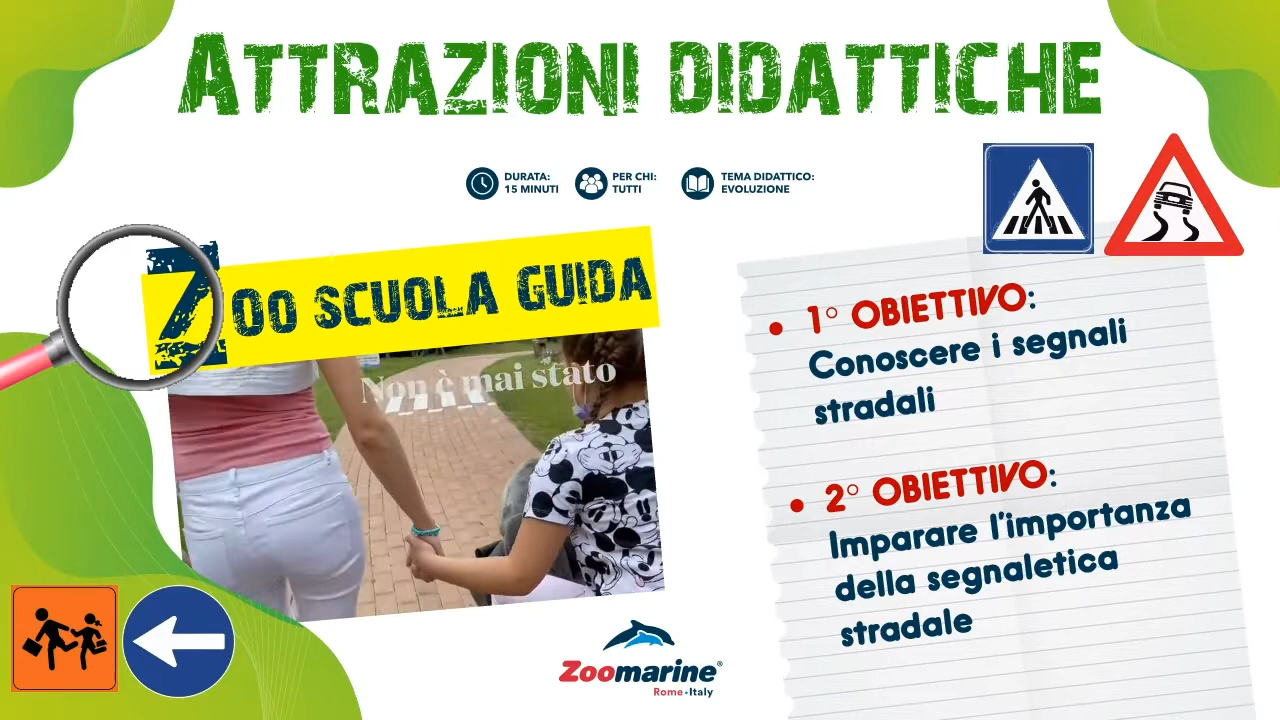 ATTRAZIONI DIDATTICHE
DURATA:
15 MINUTI
PER CHI:
TUTTI
TEMA DIDATTICO:
EVOLUZIONE
ZOO SCUOLA GUIDA
Non è mai stato
• 1° OBIETTIVO:
Conoscere i segnali
stradali
• 2° OBIETTIVO:
Imparare l'importanza
della segnaletica
stradale
Zoomarine®
Rome • Italy